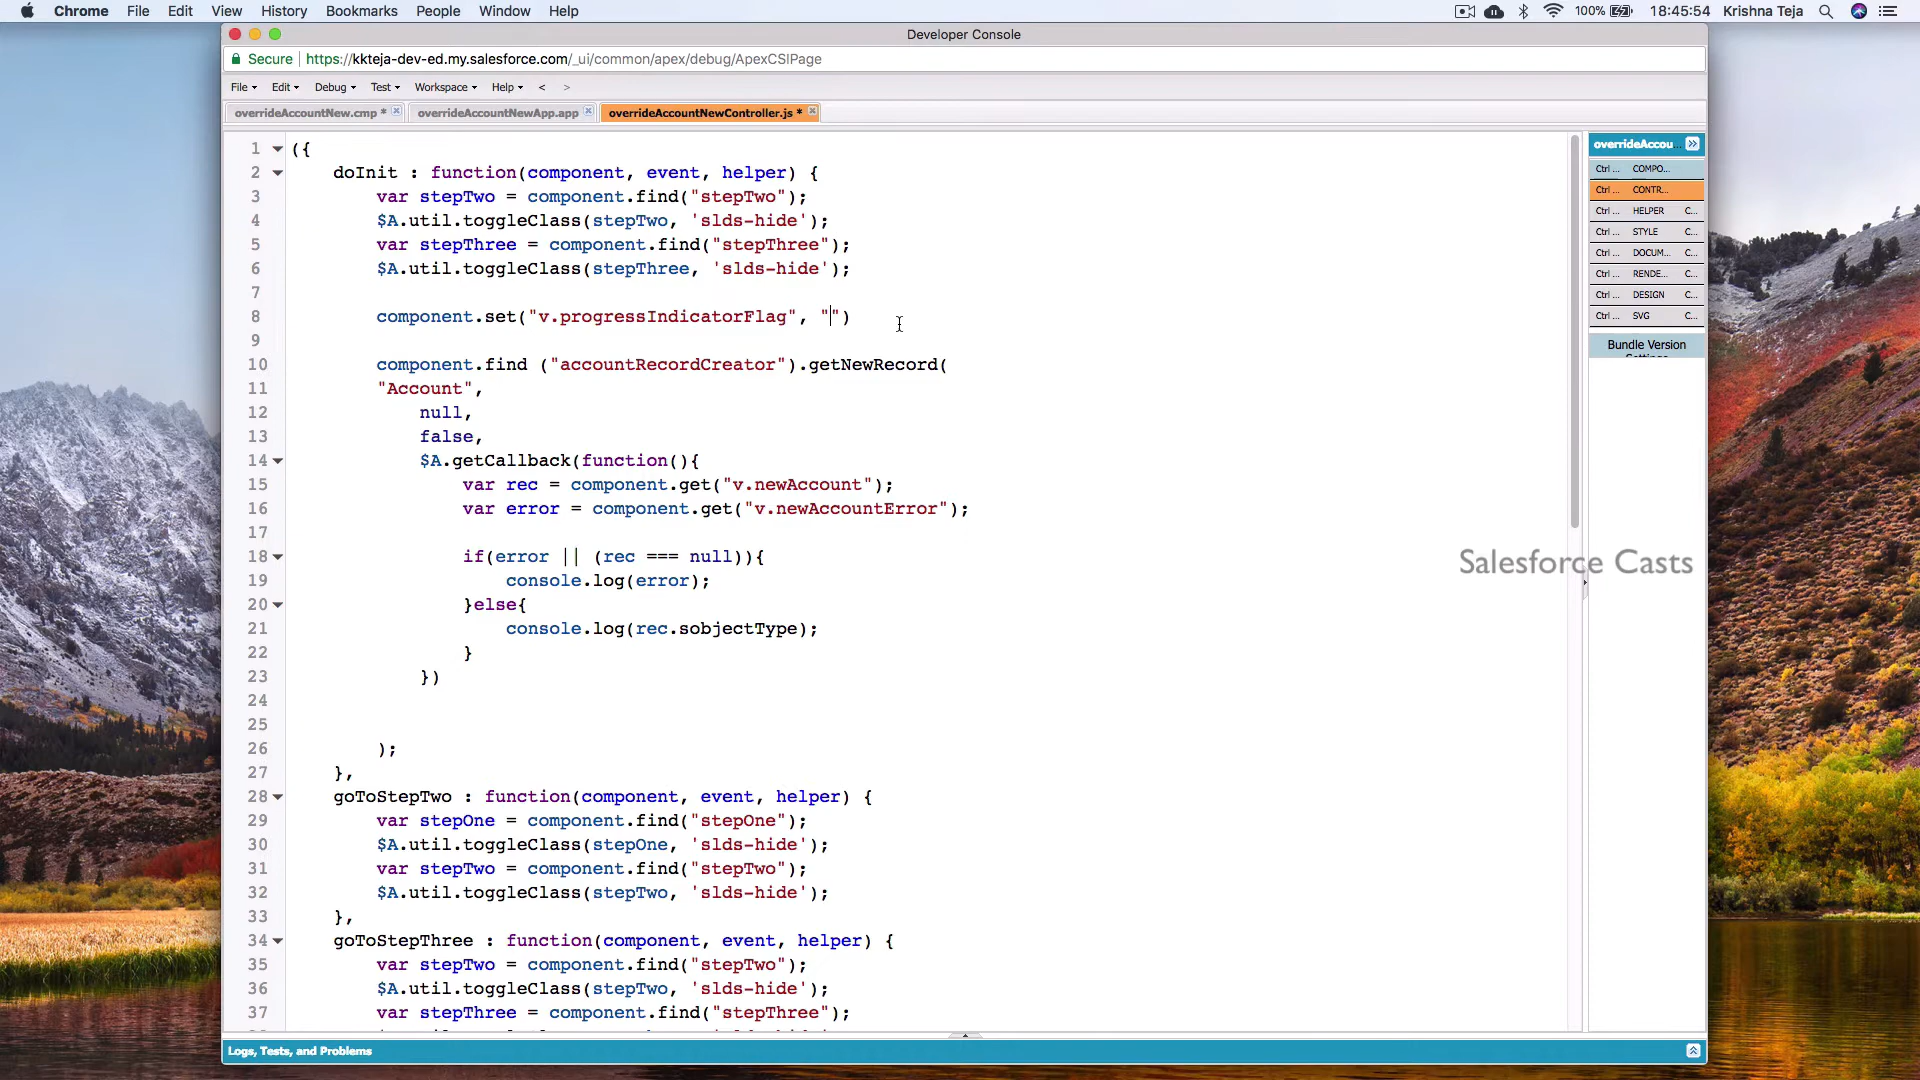 Chrome File Edit View History Bookmarks People Window Help 100% 18:45:54 Krishna Teja
Developer Console
Secure | https://kkteja-dev-ed.my.salesforce.com/_ui/common/apex/debug/ApexCSIPage
File Edit Debug Test Workspace Help < >
overrideAccountNew.cmp * overrideAccountNewApp.app overrideAccountNewController.js *
1 ({
2 doInit : function(component, event, helper) {
3 var stepTwo = component.find("stepTwo");
4 $A.util.toggleClass(stepTwo, 'slds-hide');
5 var stepThree = component.find("stepThree");
6 $A.util.toggleClass(stepThree, 'slds-hide');
7
8 component.set("v.progressIndicatorFlag", "")
9
10 component.find ("accountRecordCreator").getNewRecord(
11 "Account",
12 null,
13 false,
14 $A.getCallback(function(){
15 var rec = component.get("v.newAccount");
16 var error = component.get("v.newAccountError");
17
18 if(error || (rec === null)){
19 console.log(error);
20 }else{
21 console.log(rec.sobjectType);
22 }
23 })
24
25
26 );
27 },
28 goToStepTwo : function(component, event, helper) {
29 var stepOne = component.find("stepOne");
30 $A.util.toggleClass(stepOne, 'slds-hide');
31 var stepTwo = component.find("stepTwo");
32 $A.util.toggleClass(stepTwo, 'slds-hide');
33 },
34 goToStepThree : function(component, event, helper) {
35 var stepTwo = component.find("stepTwo");
36 $A.util.toggleClass(stepTwo, 'slds-hide');
37 var stepThree = component.find("stepThree");
overrideAccou
Ctrl ... COMPO...
Ctrl ... CONTR...
Ctrl ... HELPER C...
Ctrl ... STYLE C...
Ctrl ... DOCUM... C...
Ctrl ... RENDE... C...
Ctrl ... DESIGN C...
Ctrl ... SVG C...
Bundle Version
Settings
Salesforce Casts
Logs, Tests, and Problems